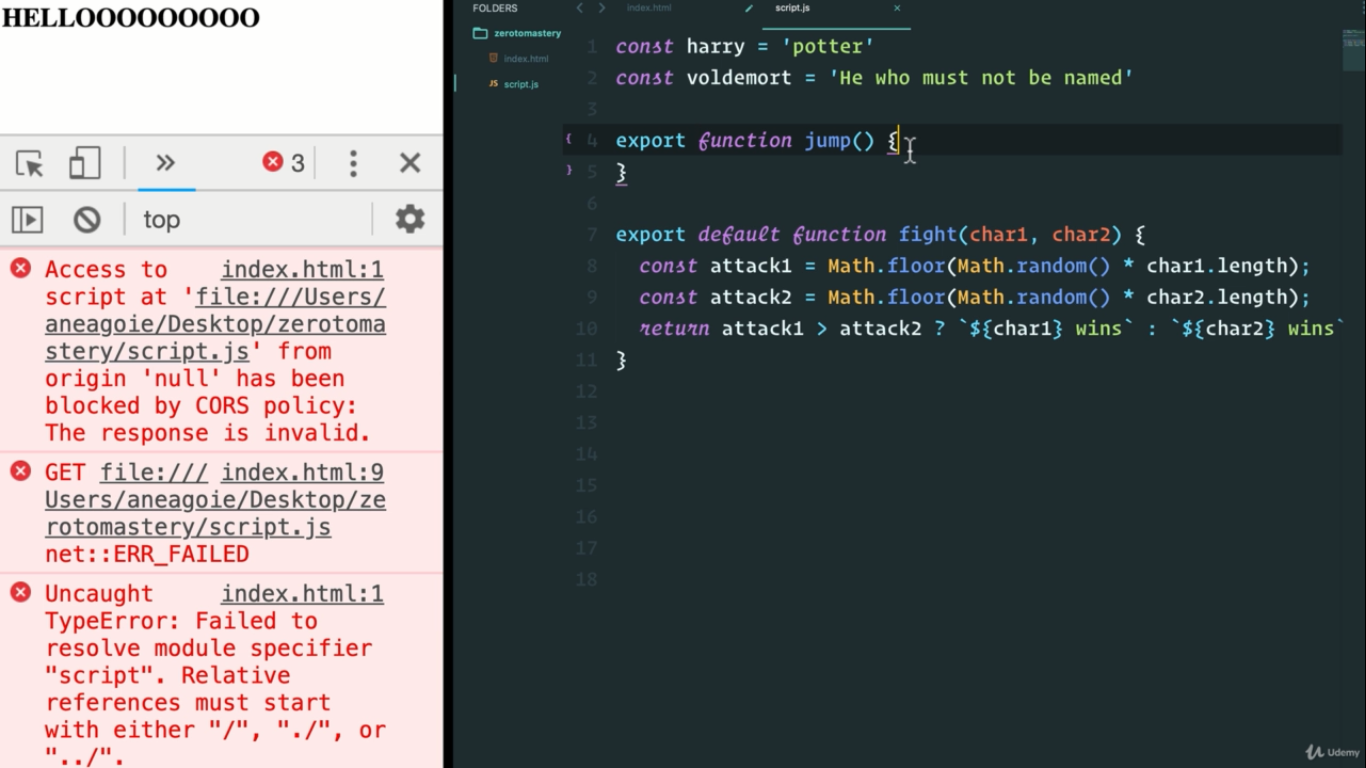 HELLOOOOOOOOO
3
top
Access to index.html:1
script at 'file:///Users/
aneagoie/Desktop/zerotoma
stery/script.js' from
origin 'null' has been
blocked by CORS policy:
The response is invalid.
GET file:/// index.html:9
Users/aneagoie/Desktop/ze
rotomastery/script.js
net::ERR_FAILED
Uncaught index.html:1
TypeError: Failed to
resolve module specifier
"script". Relative
references must start
with either "/", "./", or
"../".
FOLDERS
zerotomastery
index.html
JS script.js
index.html script.js
1 const harry = 'potter'
2 const voldemort = 'He who must not be named'
3
{ 4 export function jump() {
} 5 }
6
7 export default function fight(char1, char2) {
8 const attack1 = Math.floor(Math.random() * char1.length);
9 const attack2 = Math.floor(Math.random() * char2.length);
10 return attack1 > attack2 ? `${char1} wins` : `${char2} wins`
11 }
12
13
14
15
16
17
18
Udemy